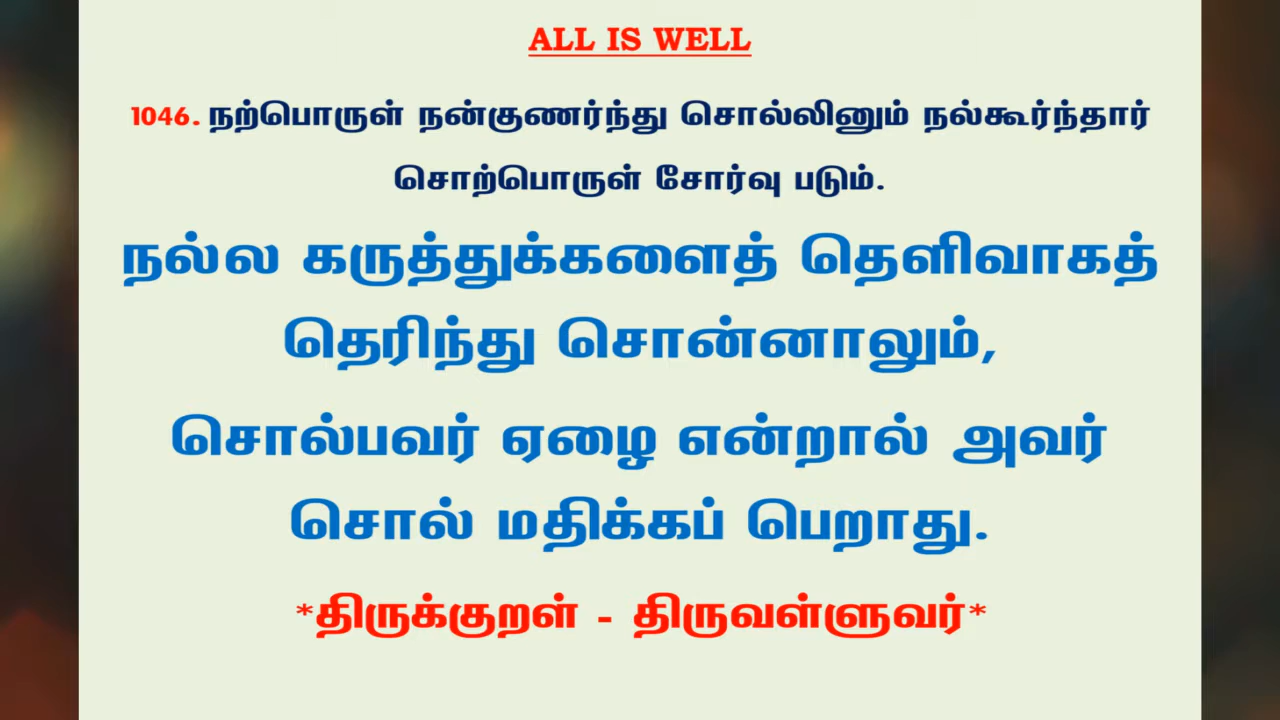 ALL IS WELL
1046. நற்பொருள் நன்குணர்ந்து சொல்லினும் நல்கூர்ந்தார்
சொற்பொருள் சோர்வு படும்.
நல்ல கருத்துக்களைத் தெளிவாகத்
தெரிந்து சொன்னாலும்,
சொல்பவர் ஏழை என்றால் அவர்
சொல் மதிக்கப் பெறாது.
*திருக்குறள் - திருவள்ளுவர்*